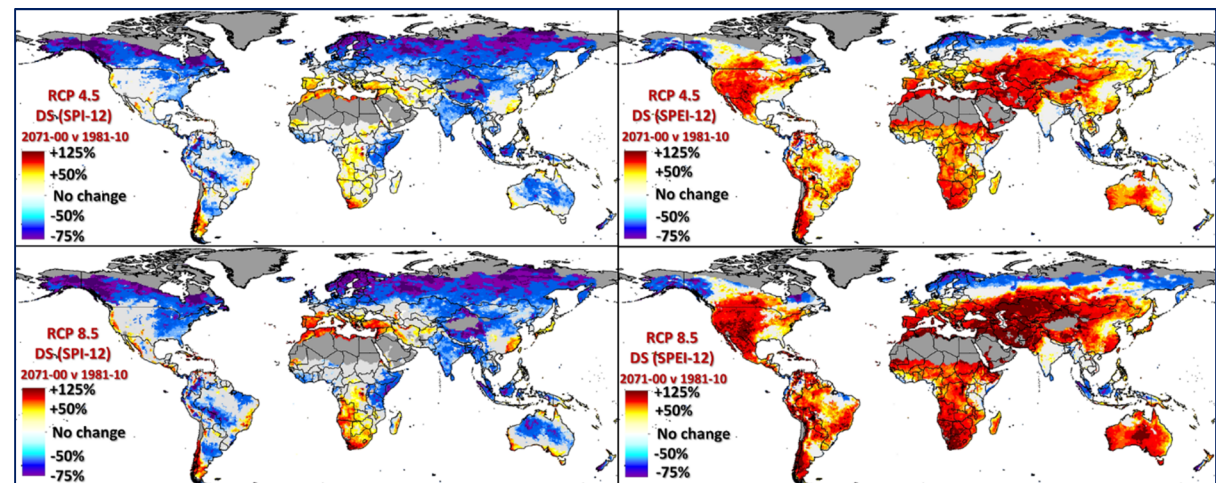 RCP 4.5
DS (SPI-12)
2071-00 v 1981-10
+125%
+50%
No change
-50%
-75%
RCP 4.5
DS (SPEI-12)
2071-00 v 1981-10
+125%
+50%
No change
-50%
-75%
RCP 8.5
DS (SPI-12)
2071-00 v 1981-10
+125%
+50%
No change
-50%
-75%
RCP 8.5
DS (SPEI-12)
2071-00 v 1981-10
+125%
+50%
No change
-50%
-75%